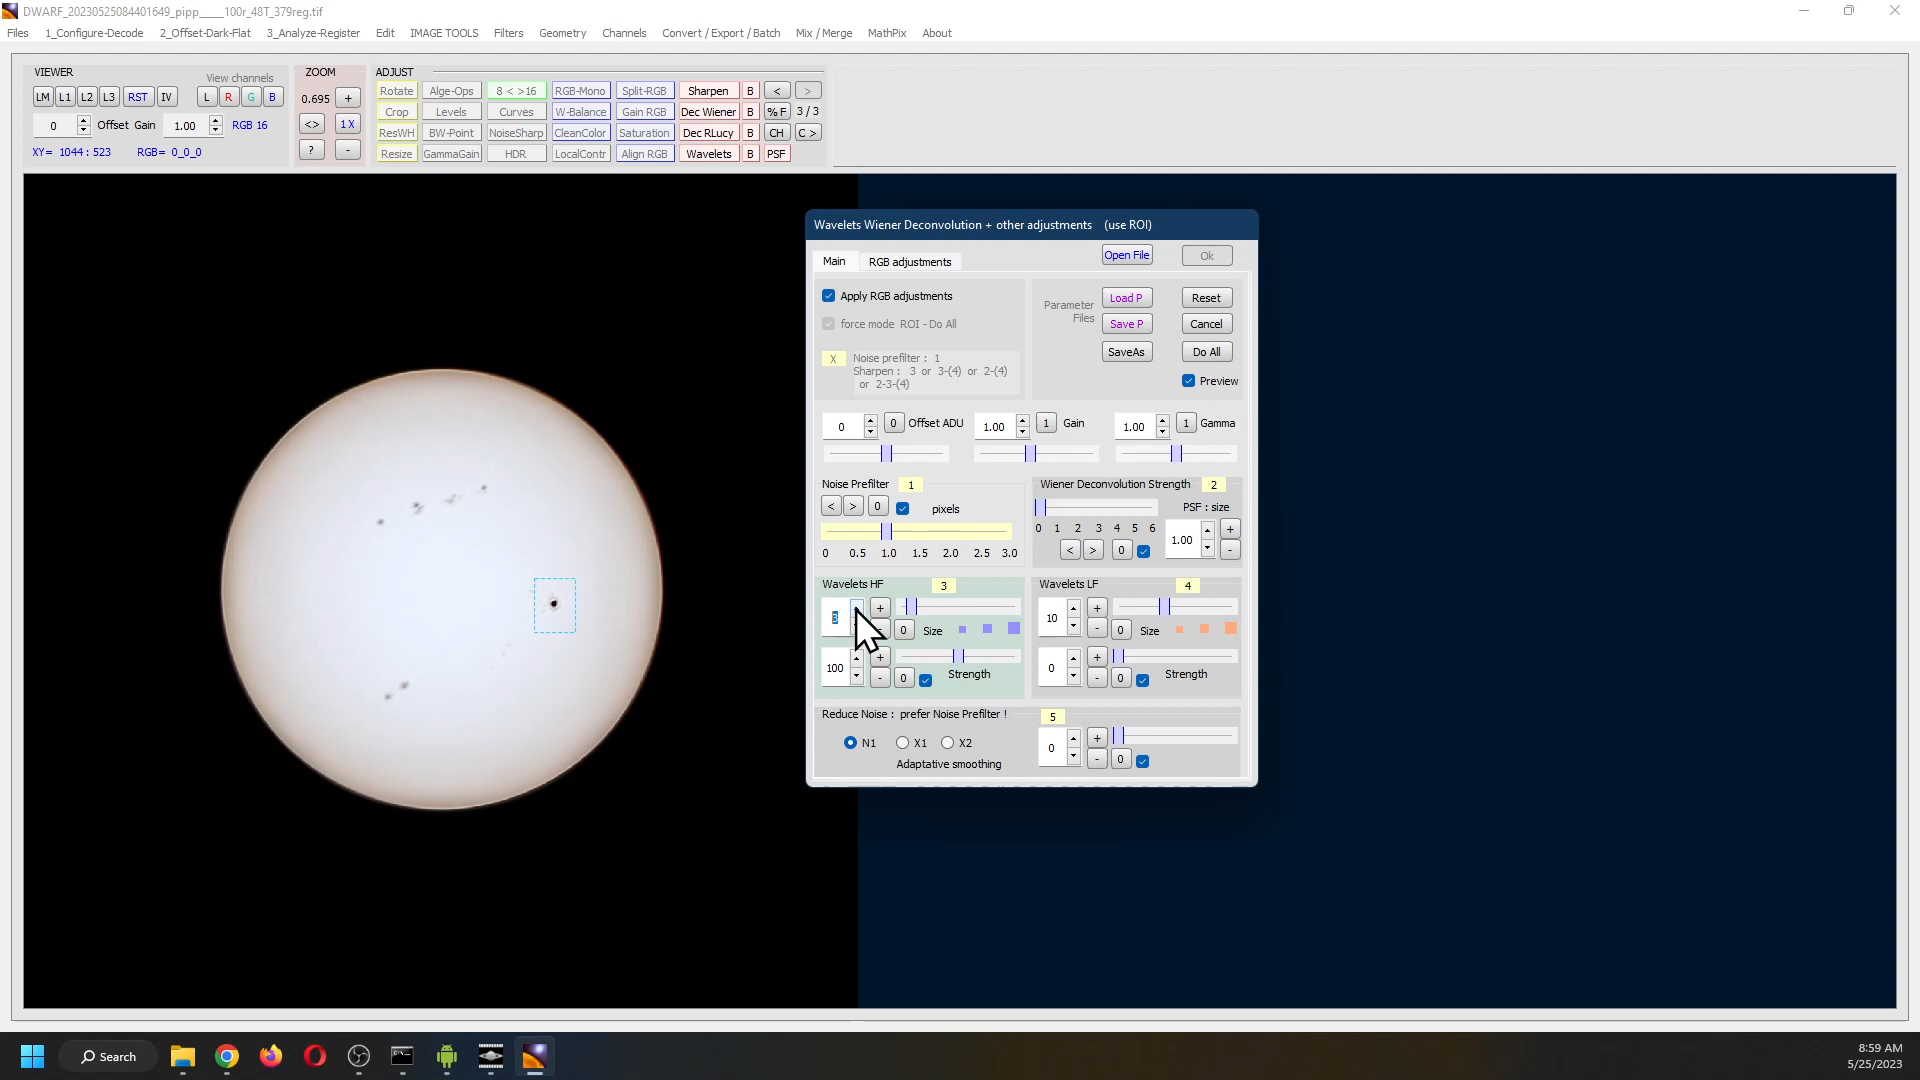 DWARF_20230525084401649_pipp____100r_48T_379reg.tif
Files 1_Configure-Decode 2_Offset-Dark-Flat 3_Analyze-Register Edit IMAGE TOOLS Filters Geometry Channels Convert / Export / Batch Mix / Merge MathPix About
VIEWER View channels ZOOM ADJUST
LM L1 L2 L3 RST IV L R G B 0.695 +
0 Offset Gain 1.00 RGB 16 <> 1X
XY= 1044 : 523 RGB= 0_0_0 ? -
Rotate Alge-Ops 8 < >16 RGB-Mono Split-RGB Sharpen B < >
Crop Levels Curves W-Balance Gain RGB Dec Wiener B %F 3 / 3
ResWH BW-Point NoiseSharp CleanColor Saturation Dec RLucy B CH C >
Resize GammaGain HDR LocalContr Align RGB Wavelets B PSF
Wavelets Wiener Deconvolution + other adjustments (use ROI)
Main RGB adjustments Open File Ok
Apply RGB adjustments
force mode ROI - Do All
X Noise prefilter : 1
Sharpen : 3 or 3-(4) or 2-(4)
or 2-3-(4)
Parameter
Files
Load P Reset
Save P Cancel
SaveAs Do All
Preview
0 0 Offset ADU 1.00 1 Gain 1.00 1 Gamma
Noise Prefilter 1
< > 0 pixels
0 0.5 1.0 1.5 2.0 2.5 3.0
Wiener Deconvolution Strength 2
PSF : size
0 1 2 3 4 5 6
< > 0 1.00 + -
Wavelets HF 3
3 + 0 Size
100 + - 0 Strength
Wavelets LF 4
10 + - 0 Size
0 + - 0 Strength
Reduce Noise : prefer Noise Prefilter ! 5
N1 X1 X2
Adaptive smoothing
0 + - 0
Search
8:59 AM
5/25/2023